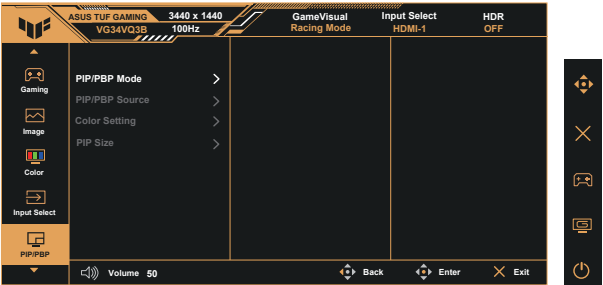 ASUS TUF GAMING 3440 x 1440
VG34VQ3B 100Hz
GameVisual Input Select HDR
Racing Mode HDMI-1 OFF
Gaming
Image
Color
Input Select
PIP/PBP
PIP/PBP Mode
PIP/PBP Source
Color Setting
PIP Size
Volume 50
Back
Enter
Exit